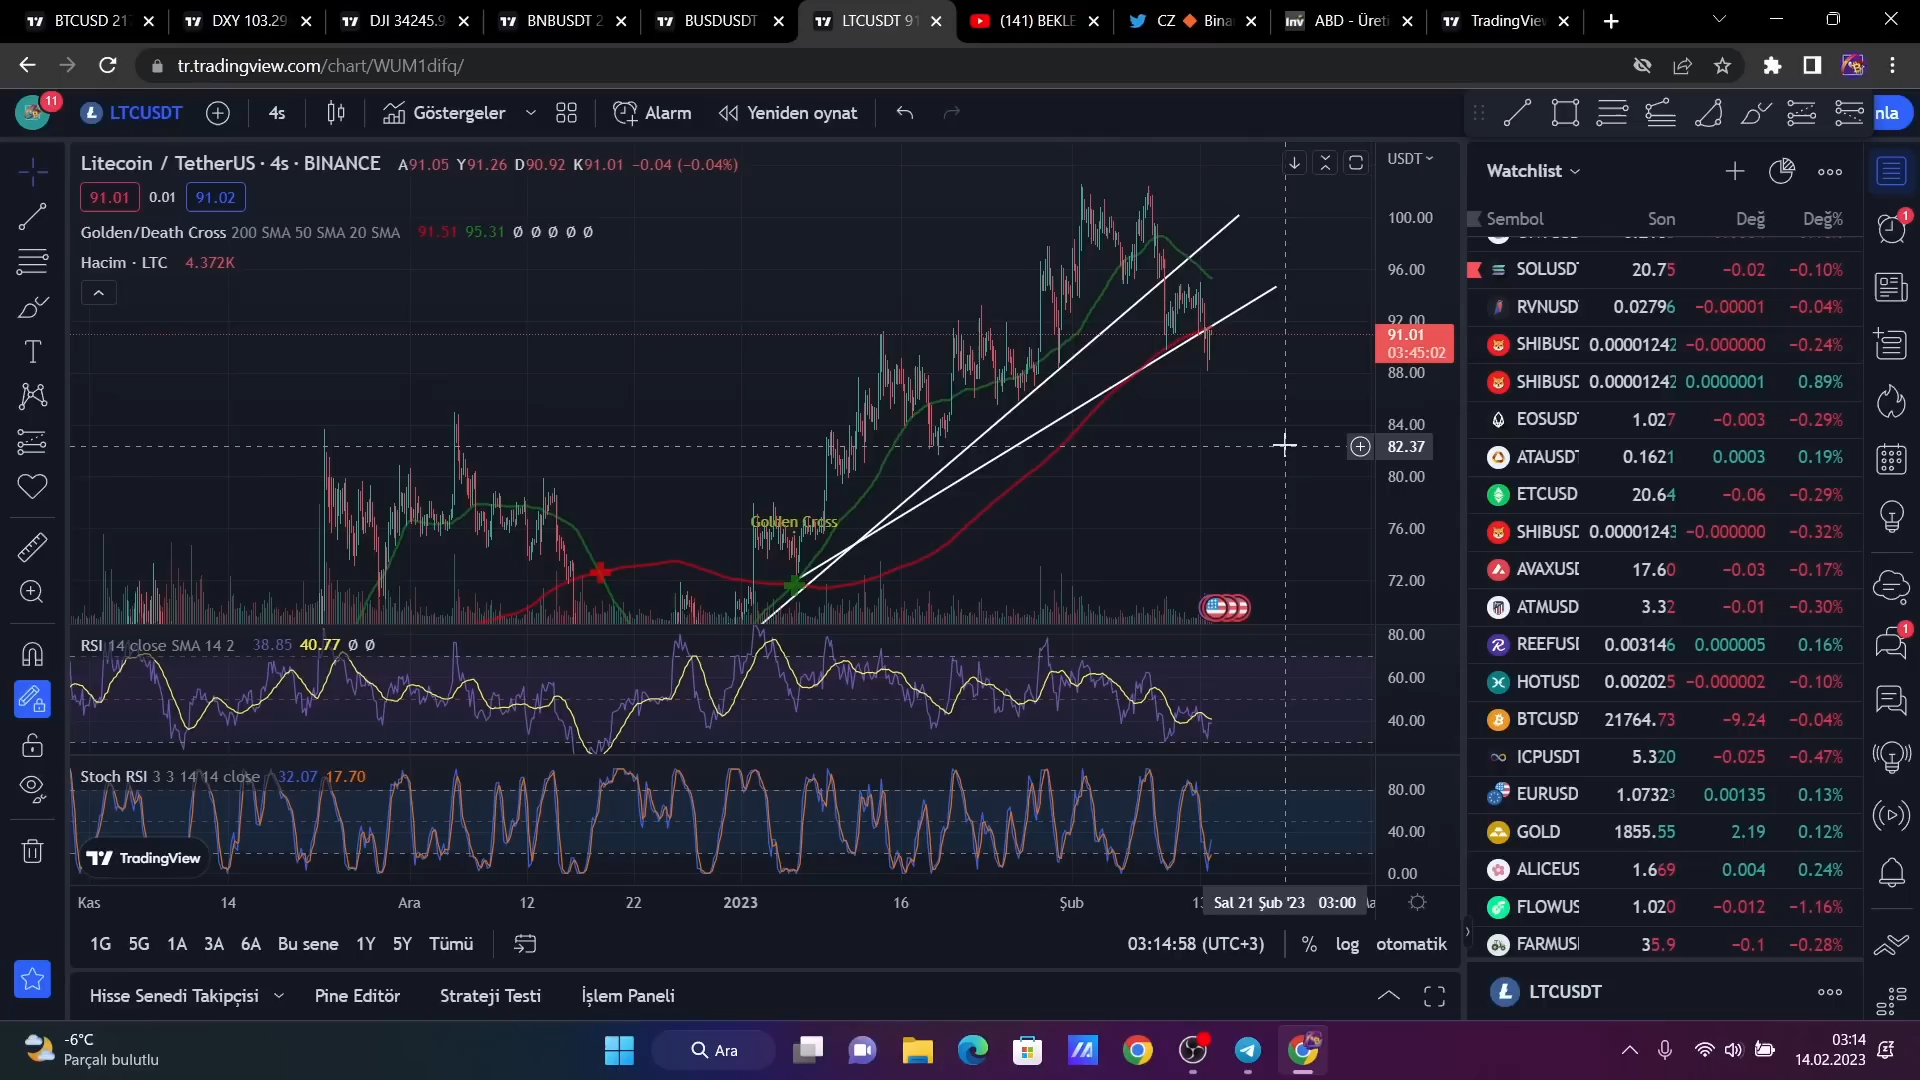 BTCUSD 21
DXY 103.29
DJI 34245.9
BNBUSDT 2
BUSDUSDT
LTCUSDT 91
(141) BEKLE
CZ 🔶 Bina
ABD - Üreti
TradingView
tr.tradingview.com/chart/WUM1difq/
11
LTCUSDT
4s
Göstergeler
Alarm
Yeniden oynat
nla
Litecoin / TetherUS · 4s · BINANCE A91.05 Y91.26 D90.92 K91.01 −0.04 (−0.04%)
91.01 0.01 91.02
Golden/Death Cross 200 SMA 50 SMA 20 SMA 91.51 95.31 Ø Ø Ø Ø Ø
Hacim · LTC 4.372K
USDT
100.00
96.00
92.00
91.01
03:45:02
88.00
84.00
82.37
80.00
76.00
72.00
Golden Cross
RSI 14 close SMA 14 2 38.85 40.77 Ø Ø
80.00
60.00
40.00
Stoch RSI 3 3 14 14 close 32.07 17.70
80.00
40.00
0.00
TradingView
Kas 14 Ara 12 22 2023 16 Şub 13 Sal 21 Şub '23 03:00
1G 5G 1A 3A 6A Bu sene 1Y 5Y Tümü
03:14:58 (UTC+3) % log otomatik
Hisse Senedi Takipçisi Pine Editör Strateji Testi İşlem Paneli
Watchlist
Sembol Son Değ Değ%
SOLUSDT 20.75 −0.02 −0.10%
RVNUSD 0.02796 −0.00001 −0.04%
SHIBUSD 0.00001242 −0.000000 −0.24%
SHIBUSD 0.00001242 0.0000001 0.89%
EOSUSDT 1.027 −0.003 −0.29%
ATAUSDT 0.1621 0.0003 0.19%
ETCUSD 20.64 −0.06 −0.29%
SHIBUSD 0.00001243 −0.000000 −0.32%
AVAXUSD 17.60 −0.03 −0.17%
ATMUSD 3.32 −0.01 −0.30%
REEFUSD 0.003146 0.000005 0.16%
HOTUSD 0.002025 −0.000002 −0.10%
BTCUSDT 21764.73 −9.24 −0.04%
ICPUSDT 5.320 −0.025 −0.47%
EURUSD 1.07323 0.00135 0.13%
GOLD 1855.55 2.19 0.12%
ALICEUS 1.669 0.004 0.24%
FLOWUS 1.020 −0.012 −1.16%
FARMUS 35.9 −0.1 −0.28%
LTCUSDT
1
1
-6°C
Parçalı bulutlu
Ara
03:14
14.02.2023